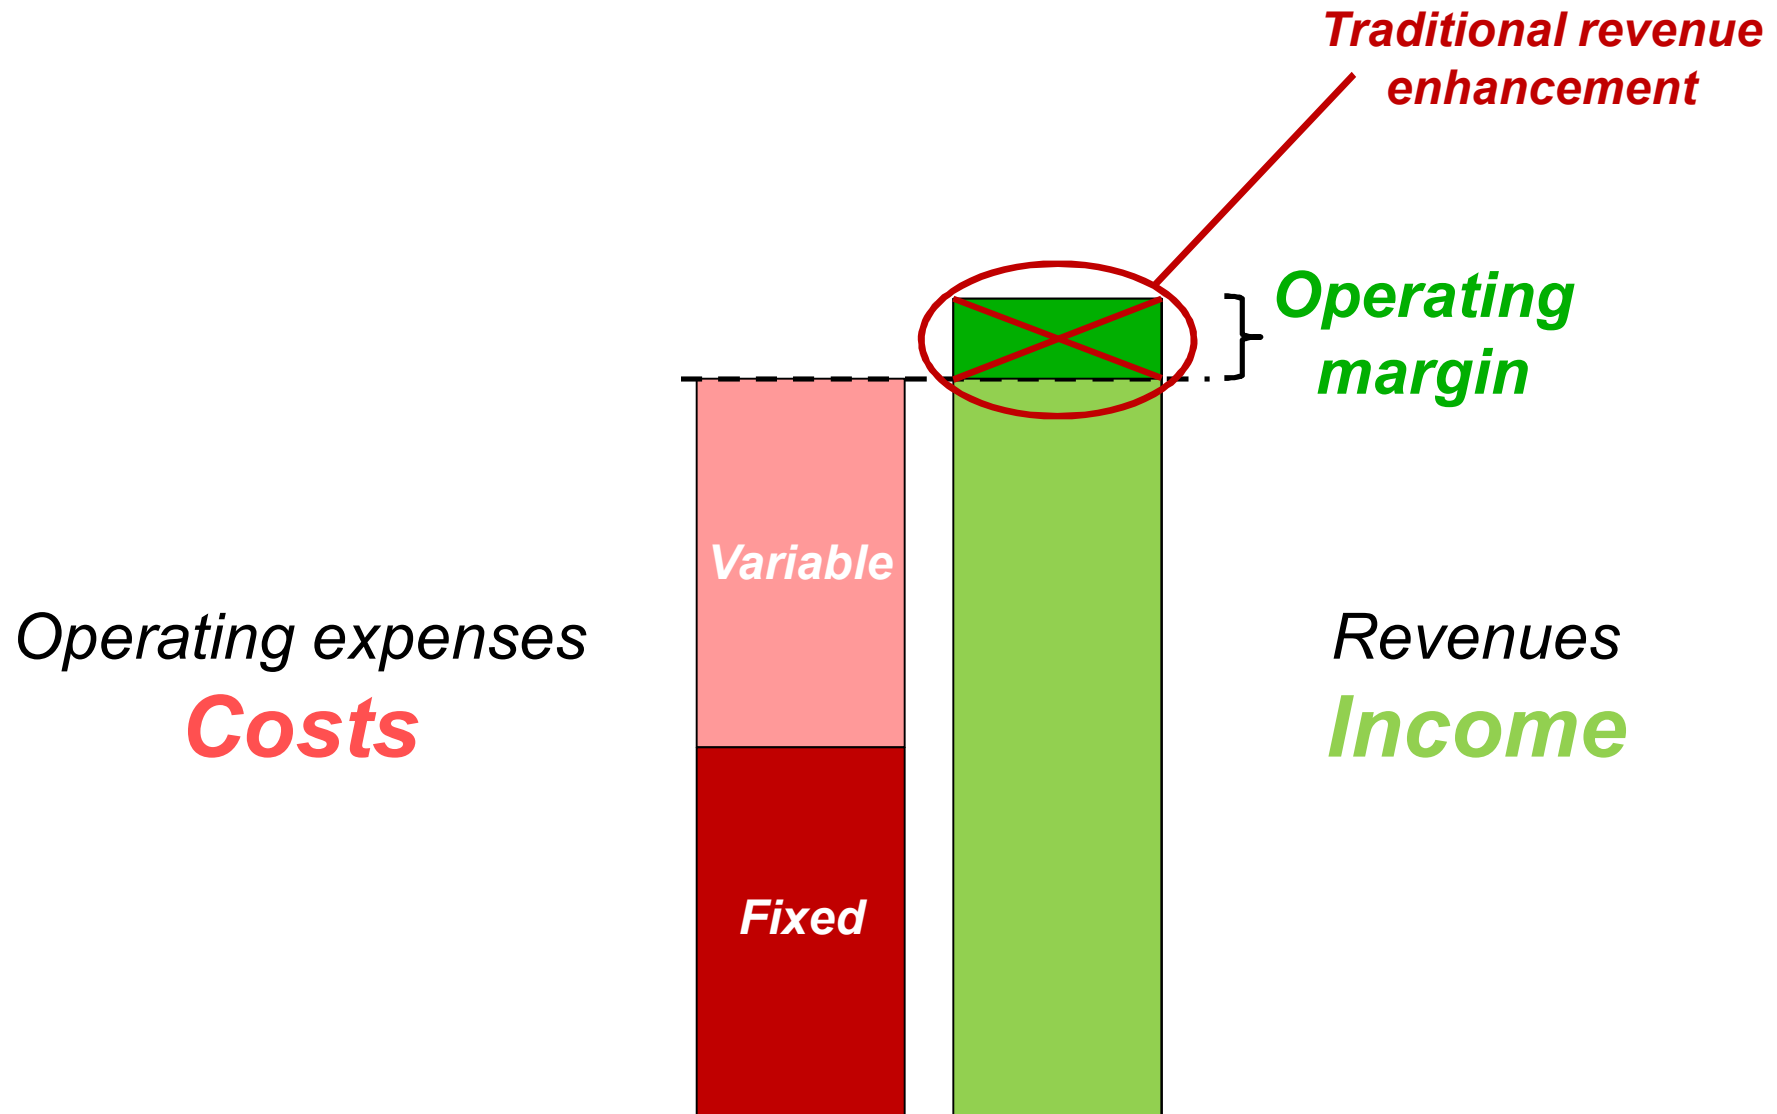 Traditional revenue
enhancement
Operating
margin
Variable
Operating expenses
Costs
Revenues
Income
Fixed